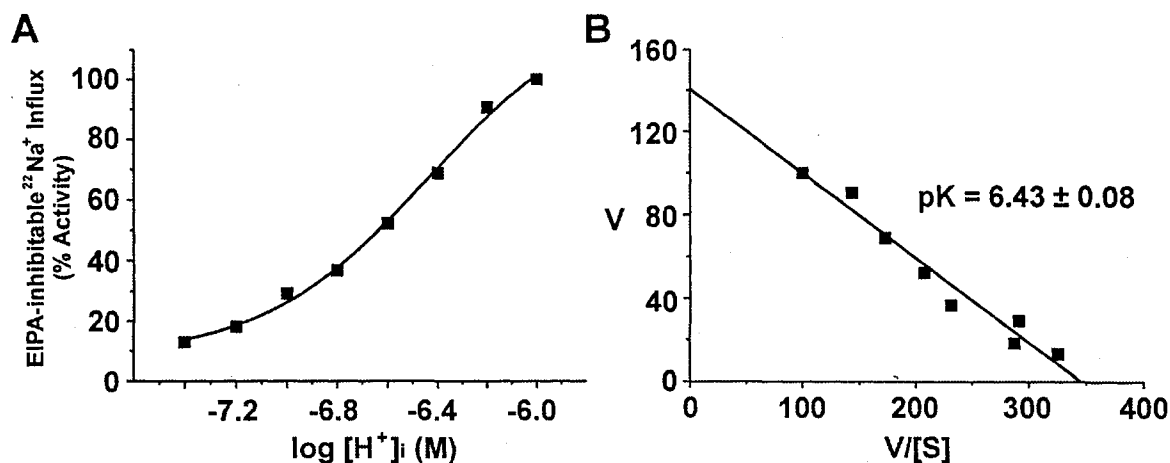 A
EIPA-inhibitable ²²Na⁺ Influx
(% Activity)
100
80
60
40
20
0
-7.2 -6.8 -6.4 -6.0
log [H⁺]i (M)
B
V
160
120
80
40
0
pK = 6.43 ± 0.08
0 100 200 300 400
V/[S]